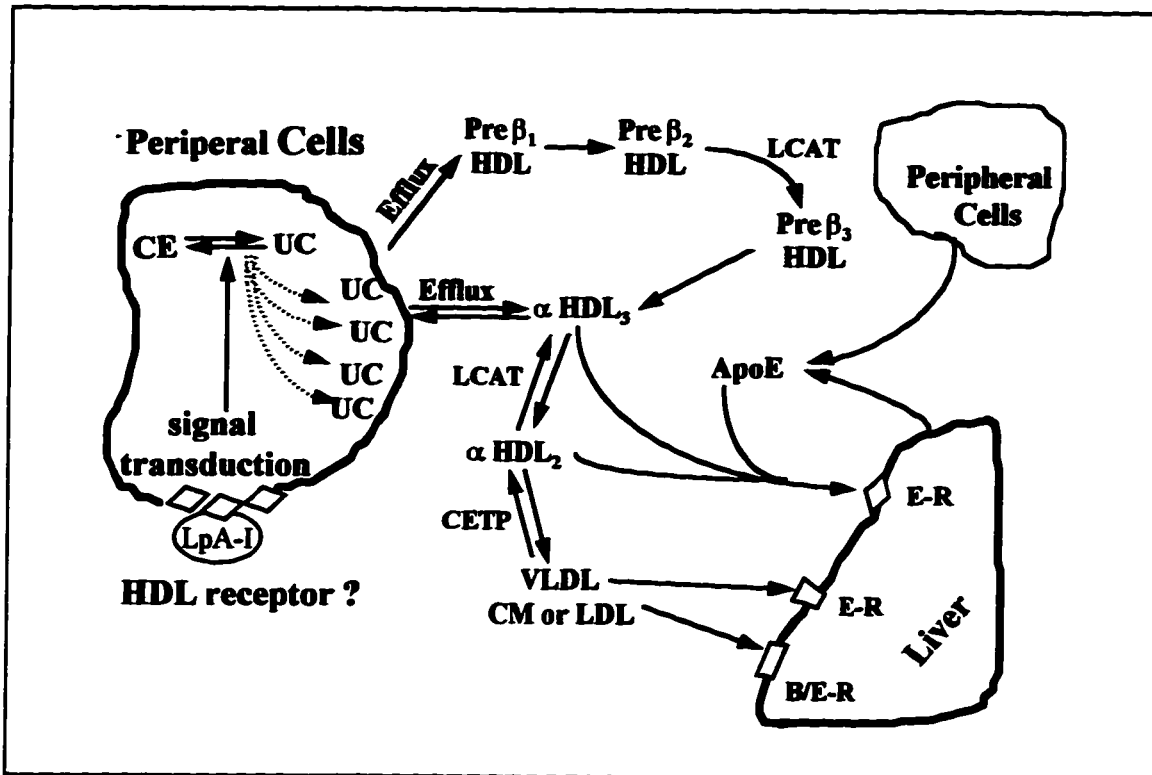 Periperal Cells
CE
UC
UC
UC
UC
UC
signal
transduction
LpA-I
HDL receptor ?
Efflux
Pre β₁
HDL
Pre β₂
HDL
LCAT
Pre β₃
HDL
Peripheral
Cells
Efflux
α HDL₃
LCAT
ApoE
α HDL₂
CETP
VLDL
CM or LDL
E-R
E-R
B/E-R
Liver